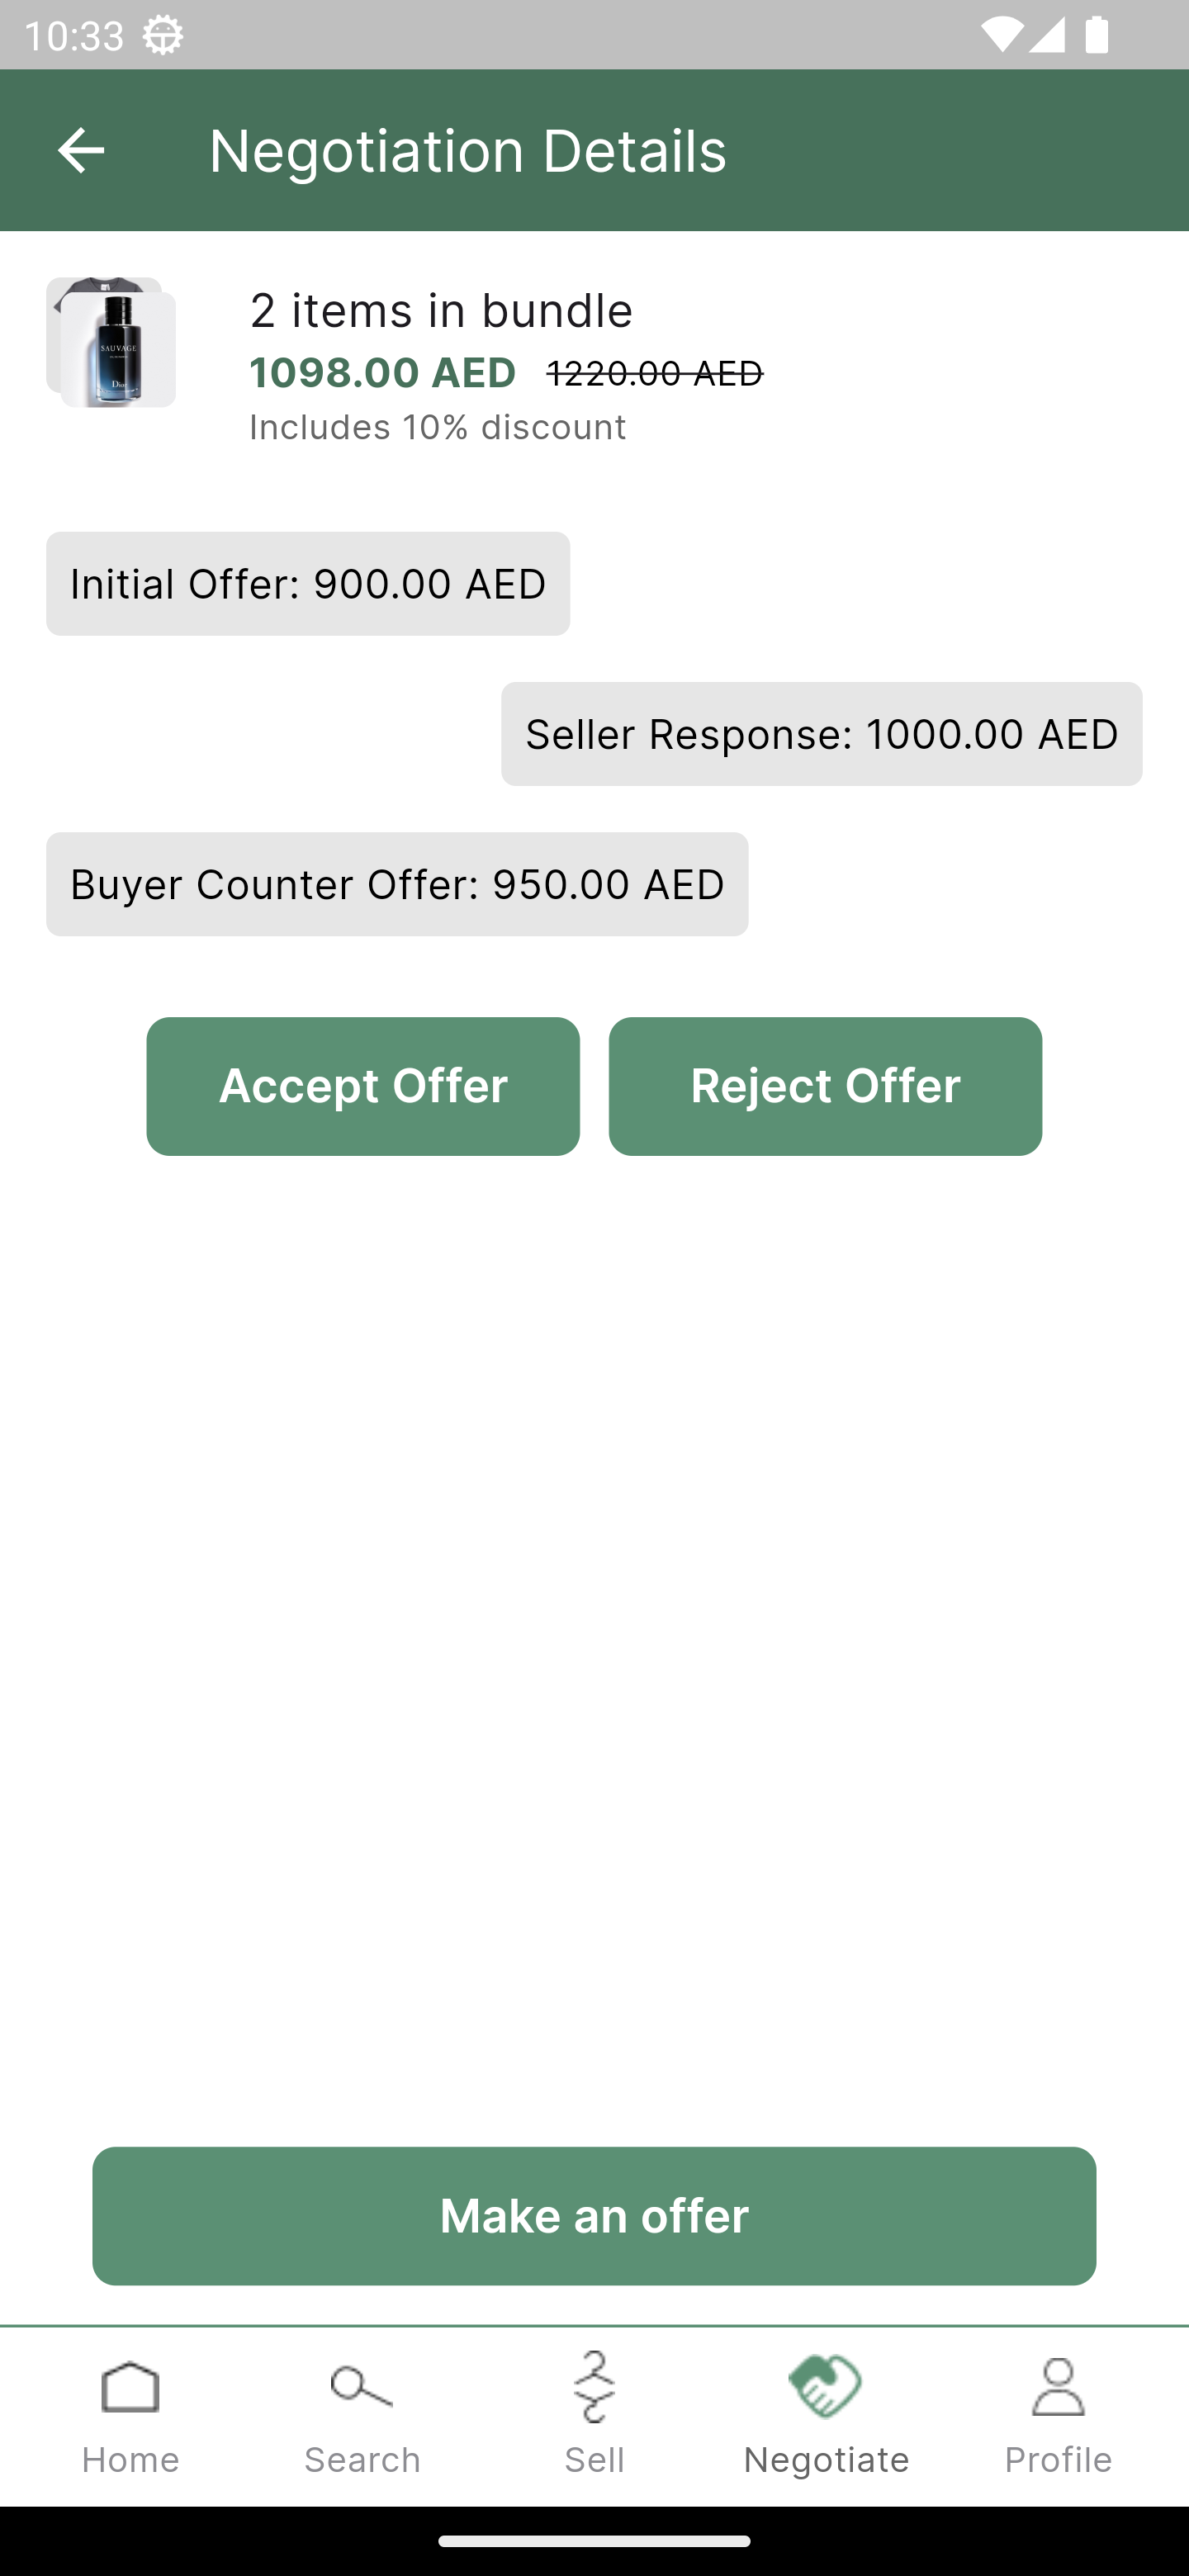 10:33
Negotiation Details
SAUVAGE
Dior
2 items in bundle
1098.00 AED 1220.00 AED
Includes 10% discount
Initial Offer: 900.00 AED
Seller Response: 1000.00 AED
Buyer Counter Offer: 950.00 AED
Accept Offer Reject Offer
Make an offer
Home Search Sell Negotiate Profile